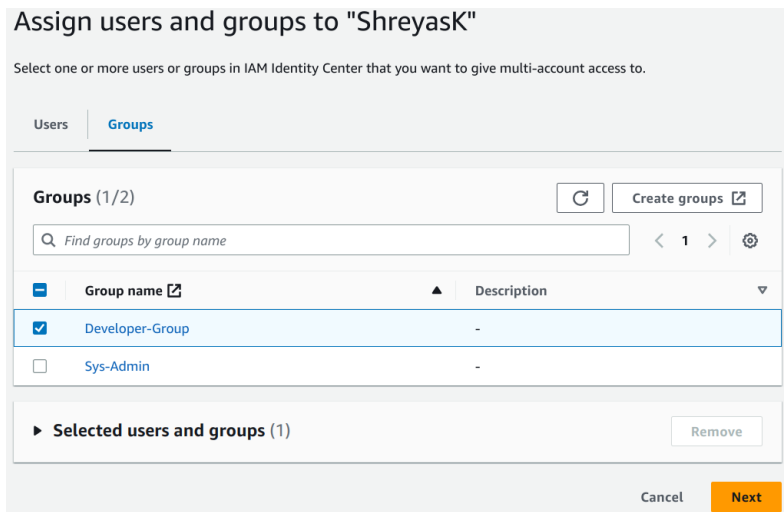 Assign users and groups to "ShreyasK"
Select one or more users or groups in IAM Identity Center that you want to give multi-account access to.
Users Groups
Groups (1/2) Create groups
Find groups by group name 1
Group name Description
Developer-Group -
Sys-Admin -
Selected users and groups (1) Remove
Cancel Next